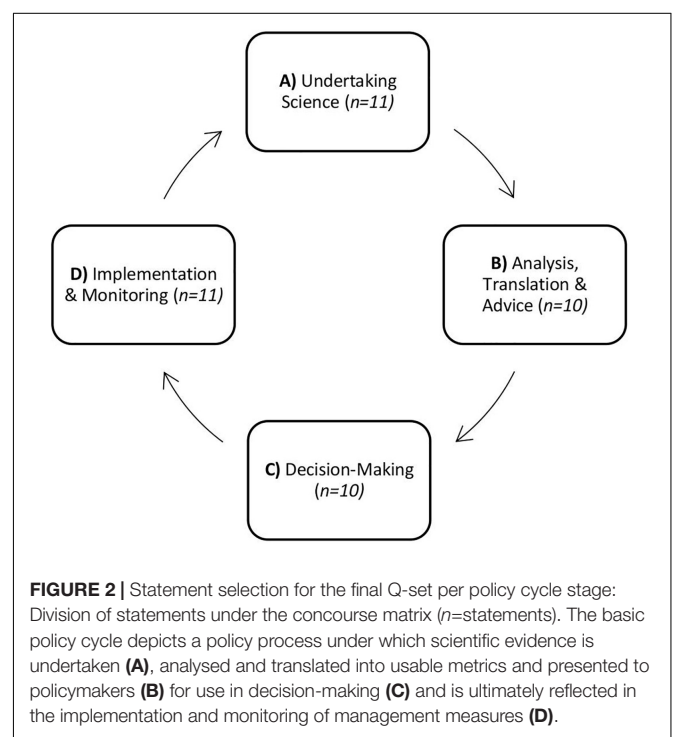 A) Undertaking
Science (n=11)
B) Analysis,
Translation &
Advice (n=10)
D) Implementation
& Monitoring (n=11)
C) Decision-Making
(n=10)
FIGURE 2 | Statement selection for the final Q-set per policy cycle stage:
Division of statements under the concourse matrix (n=statements). The basic
policy cycle depicts a policy process under which scientific evidence is
undertaken (A), analysed and translated into usable metrics and presented to
policymakers (B) for use in decision-making (C) and is ultimately reflected in
the implementation and monitoring of management measures (D).